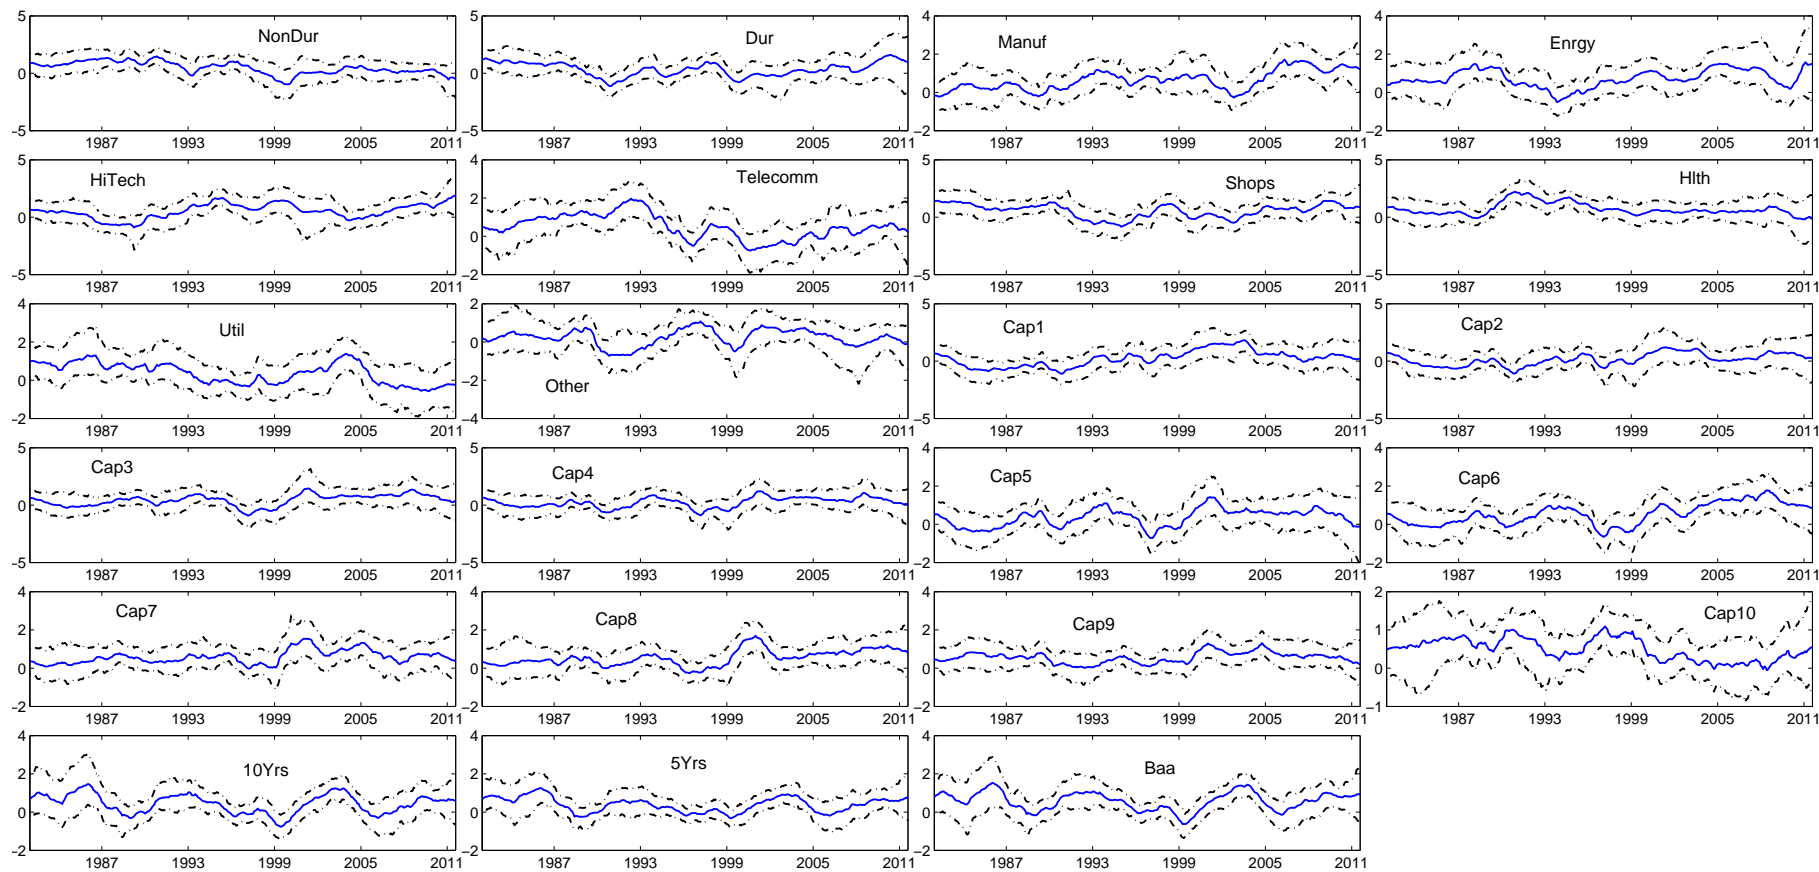 NonDur
5
0
−5
1987 1993 1999 2005 2011
Dur
5
0
−5
1987 1993 1999 2005 2011
Manuf
4
2
0
−2
1987 1993 1999 2005 2011
Enrgy
4
2
0
−2
1987 1993 1999 2005 2011
HiTech
5
0
−5
1987 1993 1999 2005 2011
Telecomm
4
2
0
−2
1987 1993 1999 2005 2011
Shops
5
0
−5
1987 1993 1999 2005 2011
Hlth
5
0
−5
1987 1993 1999 2005 2011
Util
4
2
0
−2
1987 1993 1999 2005 2011
Other
2
0
−2
−4
1987 1993 1999 2005 2011
Cap1
5
0
−5
1987 1993 1999 2005 2011
Cap2
5
0
−5
1987 1993 1999 2005 2011
Cap3
5
0
−5
1987 1993 1999 2005 2011
Cap4
5
0
−5
1987 1993 1999 2005 2011
Cap5
4
2
0
−2
1987 1993 1999 2005 2011
Cap6
4
2
0
−2
1987 1993 1999 2005 2011
Cap7
4
2
0
−2
1987 1993 1999 2005 2011
Cap8
4
2
0
−2
1987 1993 1999 2005 2011
Cap9
4
2
0
−2
1987 1993 1999 2005 2011
Cap10
2
1
0
−1
1987 1993 1999 2005 2011
10Yrs
4
2
0
−2
1987 1993 1999 2005 2011
5Yrs
4
2
0
−2
1987 1993 1999 2005 2011
Baa
4
2
0
−2
1987 1993 1999 2005 2011